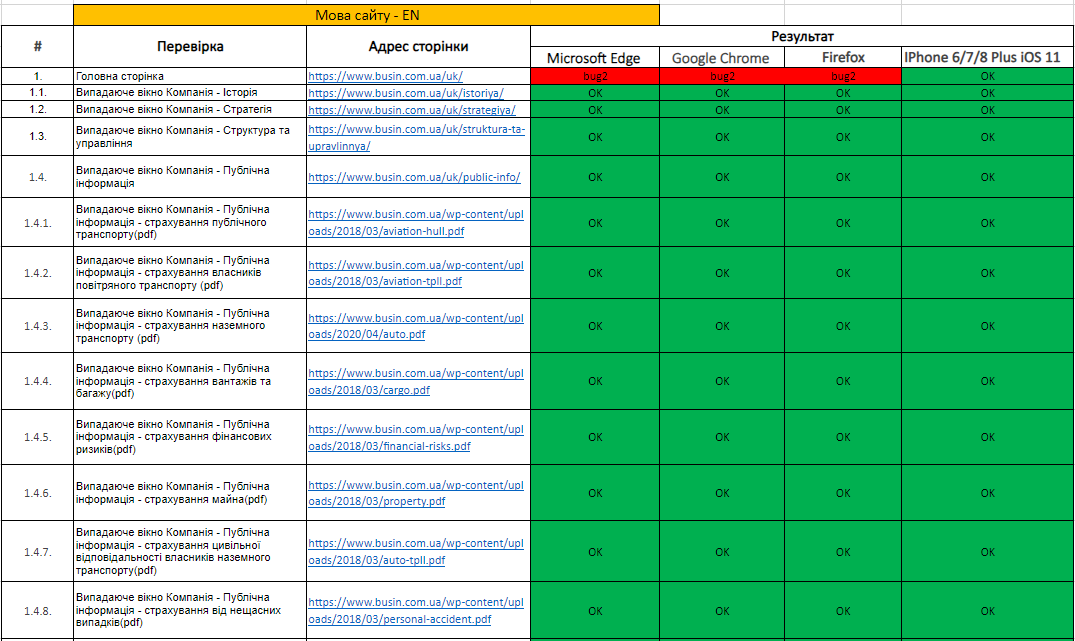 Мова сайту - EN
# Перевірка Адрес сторінки Результат
Microsoft Edge Google Chrome Firefox IPhone 6/7/8 Plus iOS 11
1. Головна сторінка https://www.busin.com.ua/uk/ bug2 bug2 bug2 OK
1.1. Випадаюче вікно Компанія - Історія https://www.busin.com.ua/uk/istoriya/ OK OK OK OK
1.2. Випадаюче вікно Компанія - Стратегія https://www.busin.com.ua/uk/strategiya/ OK OK OK OK
1.3. Випадаюче вікно Компанія - Структура та
управління
https://www.busin.com.ua/uk/struktura-ta-
upravlinnya/
OK OK OK OK
1.4. Випадаюче вікно Компанія - Публічна
інформація
https://www.busin.com.ua/uk/public-info/
OK OK OK OK
1.4.1. Випадаюче вікно Компанія - Публічна
інформація - страхування публічного
транспорту(pdf)
https://www.busin.com.ua/wp-content/upl
oads/2018/03/aviation-hull.pdf
OK OK OK OK
1.4.2. Випадаюче вікно Компанія - Публічна
інформація - страхування власників
повітряного транспорту (pdf)
https://www.busin.com.ua/wp-content/upl
oads/2018/03/aviation-tpll.pdf
OK OK OK OK
1.4.3. Випадаюче вікно Компанія - Публічна
інформація - страхування наземного
транспорту (pdf)
https://www.busin.com.ua/wp-content/upl
oads/2020/04/auto.pdf
OK OK OK OK
1.4.4. Випадаюче вікно Компанія - Публічна
інформація - страхування вантажів та
багажу(pdf)
https://www.busin.com.ua/wp-content/upl
oads/2018/03/cargo.pdf
OK OK OK OK
1.4.5. Випадаюче вікно Компанія - Публічна
інформація - страхування фінансових
ризиків(pdf)
https://www.busin.com.ua/wp-content/upl
oads/2018/03/financial-risks.pdf
OK OK OK OK
1.4.6. Випадаюче вікно Компанія - Публічна
інформація - страхування майна(pdf)
https://www.busin.com.ua/wp-content/upl
oads/2018/03/property.pdf
OK OK OK OK
1.4.7. Випадаюче вікно Компанія - Публічна
інформація - страхування цивільної
відповідальності власників наземного
транспорту(pdf)
https://www.busin.com.ua/wp-content/upl
oads/2018/03/auto-tpll.pdf
OK OK OK OK
1.4.8. Випадаюче вікно Компанія - Публічна
інформація - страхування від нещасних
випадків(pdf)
https://www.busin.com.ua/wp-content/upl
oads/2018/03/personal-accident.pdf
OK OK OK OK